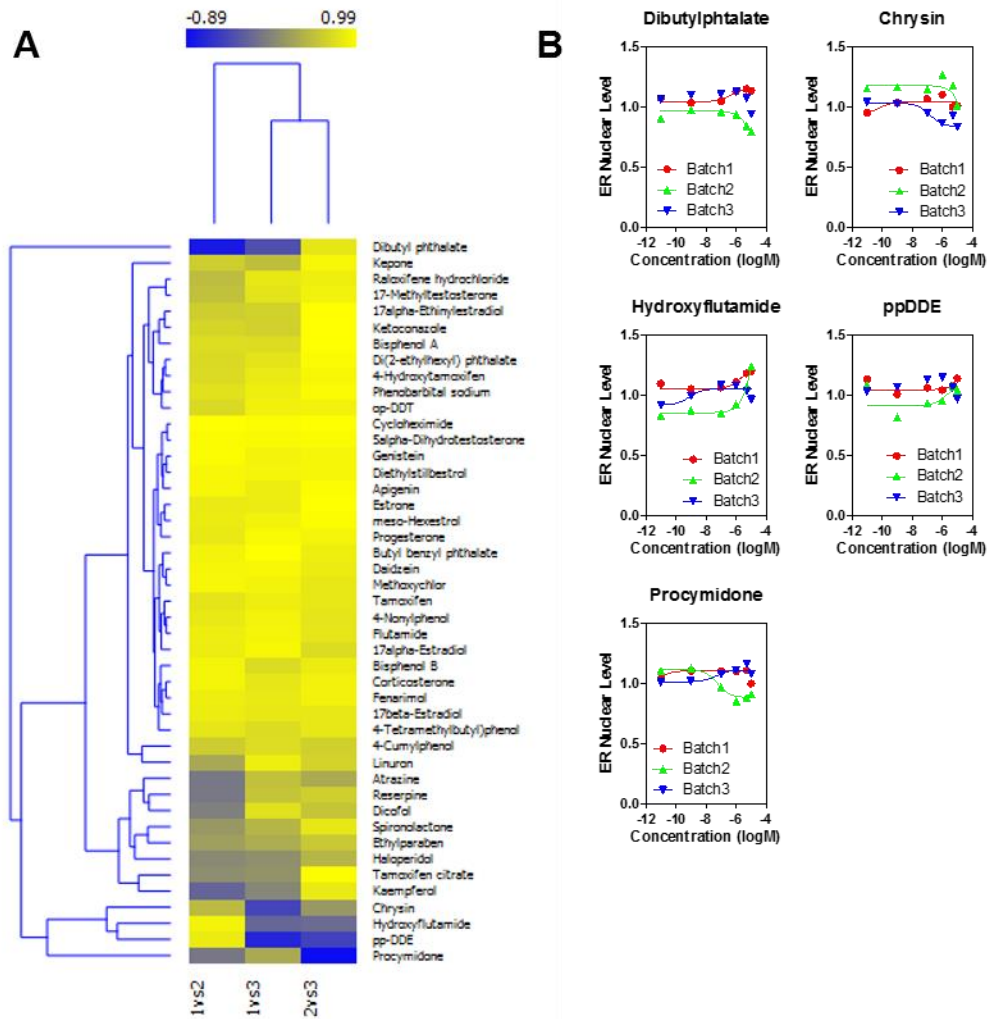 A
-0.89 0.99
Dibutyl phthalate
Kepone
Raloxifene hydrochloride
17-Methyltestosterone
17alpha-Ethinylestradiol
Ketoconazole
Bisphenol A
Di(2-ethylhexyl) phthalate
4-Hydroxytamoxifen
Phenobarbital sodium
op-DDT
Cycloheximide
5alpha-Dihydrotestosterone
Genistein
Diethylstilbestrol
Apigenin
Estrone
meso-Hexestrol
Progesterone
Butyl benzyl phthalate
Daidzein
Methoxychlor
Tamoxifen
4-Nonylphenol
Flutamide
17alpha-Estradiol
Bisphenol B
Corticosterone
Fenarimol
17beta-Estradiol
4-Tetramethylbutyl)phenol
4-Cumylphenol
Linuron
Atrazine
Reserpine
Dicofol
Spironolactone
Ethylparaben
Haloperidol
Tamoxifen citrate
Kaempferol
Chrysin
Hydroxyflutamide
pp-DDE
Procymidone
1vs2
1vs3
2vs3
B
Dibutylphtalate
ER Nuclear Level
1.5
1.0
0.5
0.0
Batch1
Batch2
Batch3
-12 -10 -8 -6 -4
Concentration (logM)
Chrysin
ER Nuclear Level
1.5
1.0
0.5
0.0
Batch1
Batch2
Batch3
-12 -10 -8 -6 -4
Concentration (logM)
Hydroxyflutamide
ER Nuclear Level
1.5
1.0
0.5
0.0
Batch1
Batch2
Batch3
-12 -10 -8 -6 -4
Concentration (logM)
ppDDE
ER Nuclear Level
1.5
1.0
0.5
0.0
Batch1
Batch2
Batch3
-12 -10 -8 -6 -4
Concentration (logM)
Procymidone
ER Nuclear Level
1.5
1.0
0.5
0.0
Batch1
Batch2
Batch3
-12 -10 -8 -6 -4
Concentration (logM)